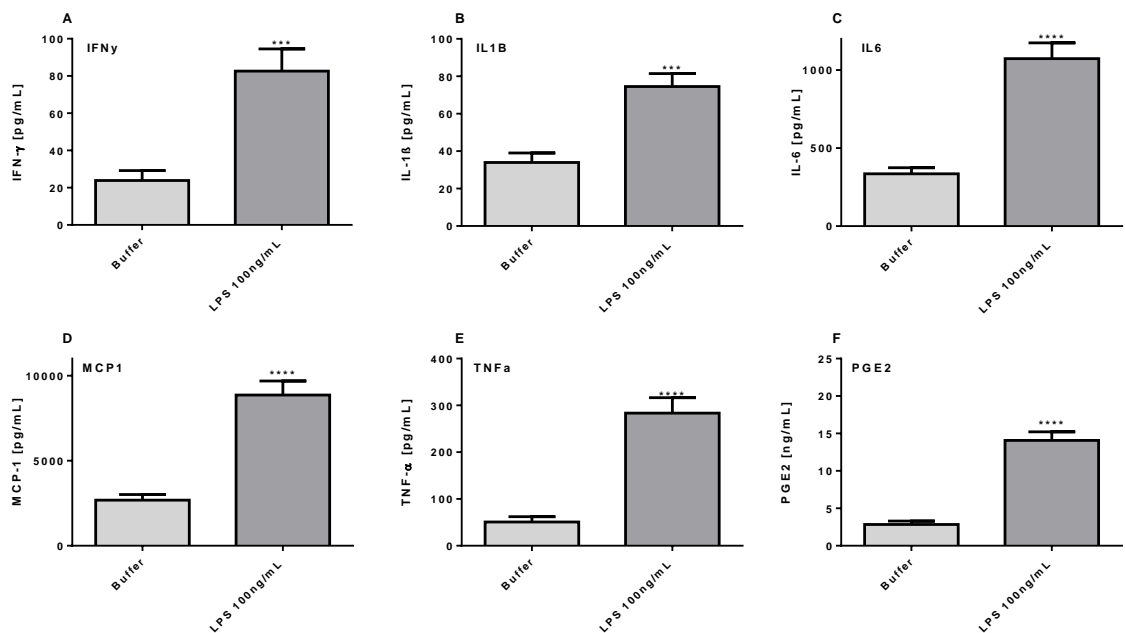 A
IFNy
IFN-γ [pg/mL]
100
80
60
40
20
0
***
Buffer
LPS 100ng/mL
B
IL1B
IL-1ß [pg/mL]
100
80
60
40
20
0
***
Buffer
LPS 100ng/mL
C
IL6
IL-6 [pg/mL]
1000
500
0
****
Buffer
LPS 100ng/mL
D
MCP1
MCP-1 [pg/mL]
10000
5000
0
****
Buffer
LPS 100ng/mL
E
TNFa
TNF-α [pg/mL]
400
300
200
100
0
****
Buffer
LPS 100ng/mL
F
PGE2
PGE2 [ng/mL]
25
20
15
10
5
0
****
Buffer
LPS 100ng/mL